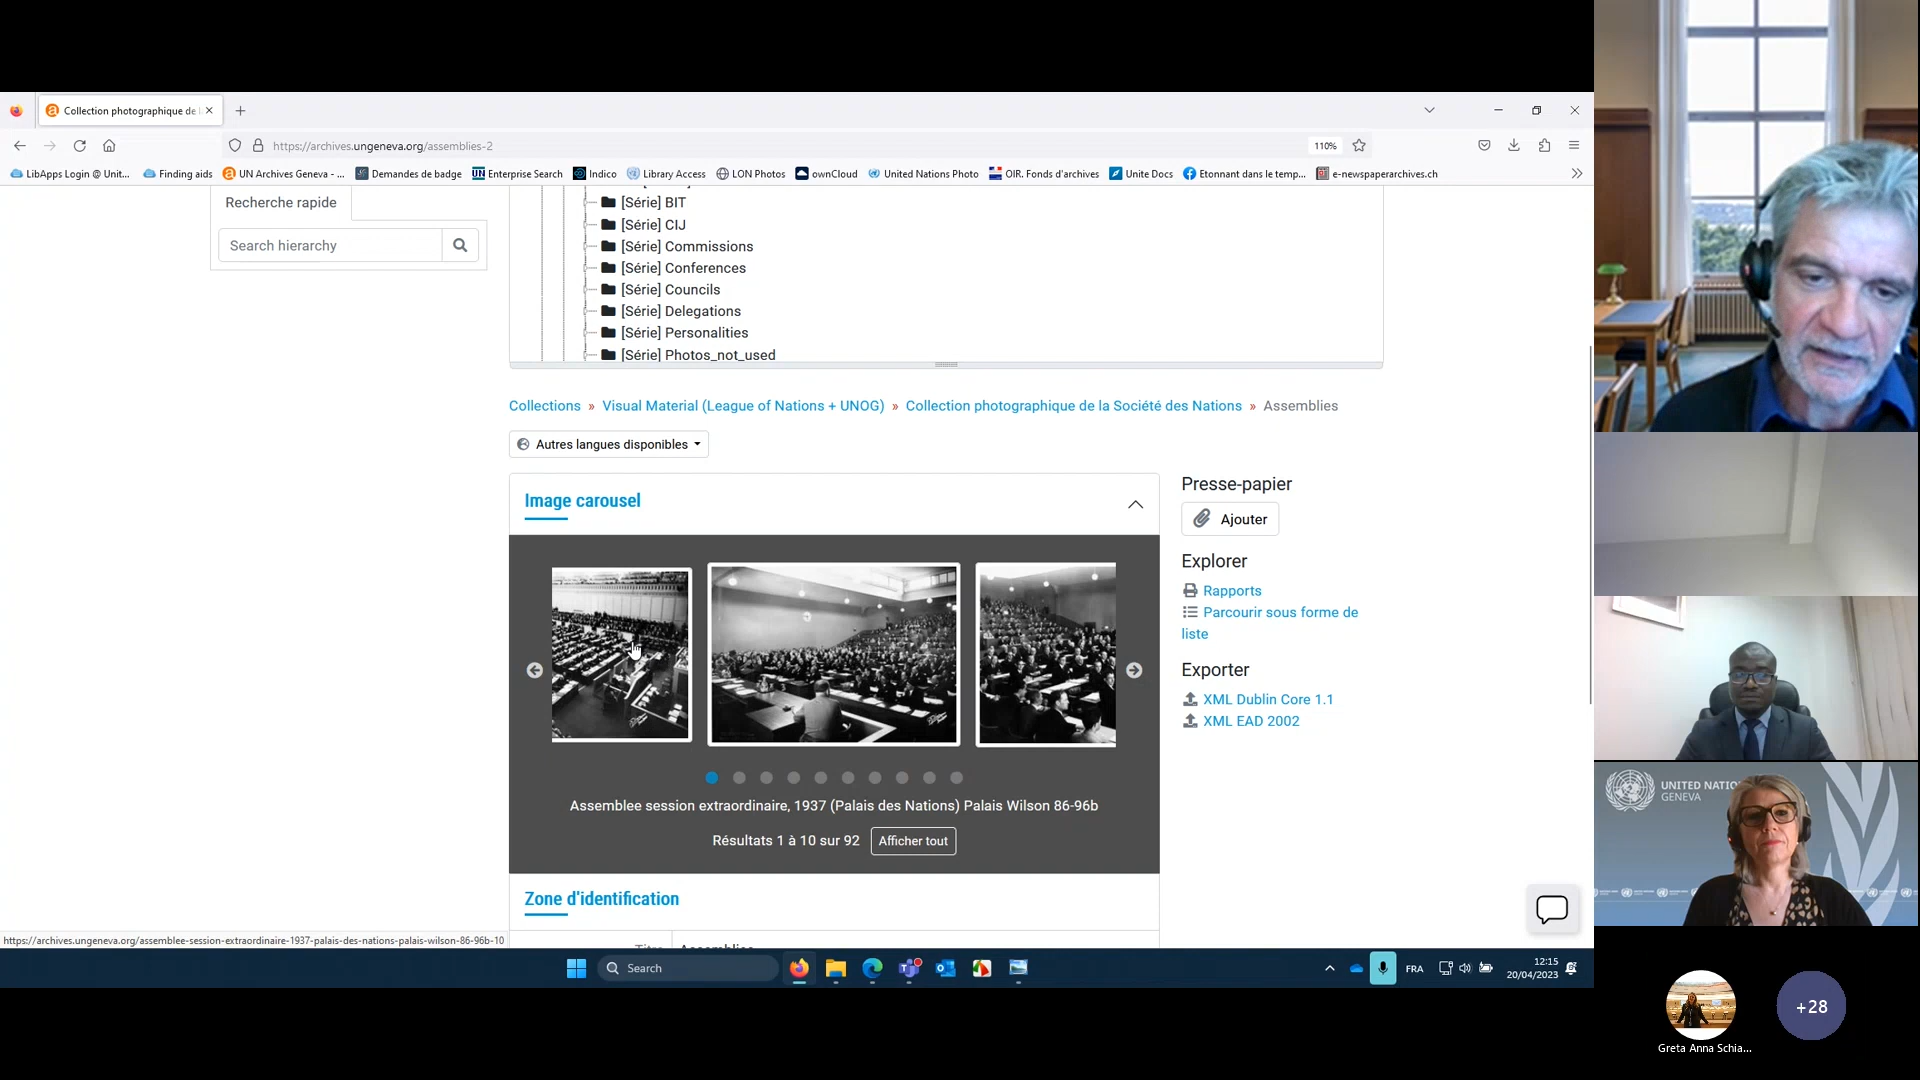 Collection photographique de
https://archives.ungeneva.org/assemblies-2
110%
LibApps Login @ Unit...
Finding aids
UN Archives Geneva - ...
Demandes de badge
UN Enterprise Search
Indico
Library Access
LON Photos
ownCloud
United Nations Photo
OIR. Fonds d'archives
Unite Docs
Etonnant dans le temp...
e-newspaperarchives.ch
Recherche rapide
Search hierarchy
[Série] BIT
[Série] CIJ
[Série] Commissions
[Série] Conferences
[Série] Councils
[Série] Delegations
[Série] Personalities
[Série] Photos_not_used
Collections » Visual Material (League of Nations + UNOG) » Collection photographique de la Société des Nations » Assemblies
Autres langues disponibles
Image carousel
Presse-papier
Ajouter
Explorer
Rapports
Parcourir sous forme de
liste
Exporter
XML Dublin Core 1.1
XML EAD 2002
Assemblee session extraordinaire, 1937 (Palais des Nations) Palais Wilson 86-96b
Résultats 1 à 10 sur 92
Afficher tout
Zone d'identification
Titre
Assemblies
https://archives.ungeneva.org/assemblee-session-extraordinaire-1937-palais-des-nations-palais-wilson-86-96b-10
Search
FRA
12:15
20/04/2023
UNITED NATIO
GENEVA
+28
Greta Anna Schia...